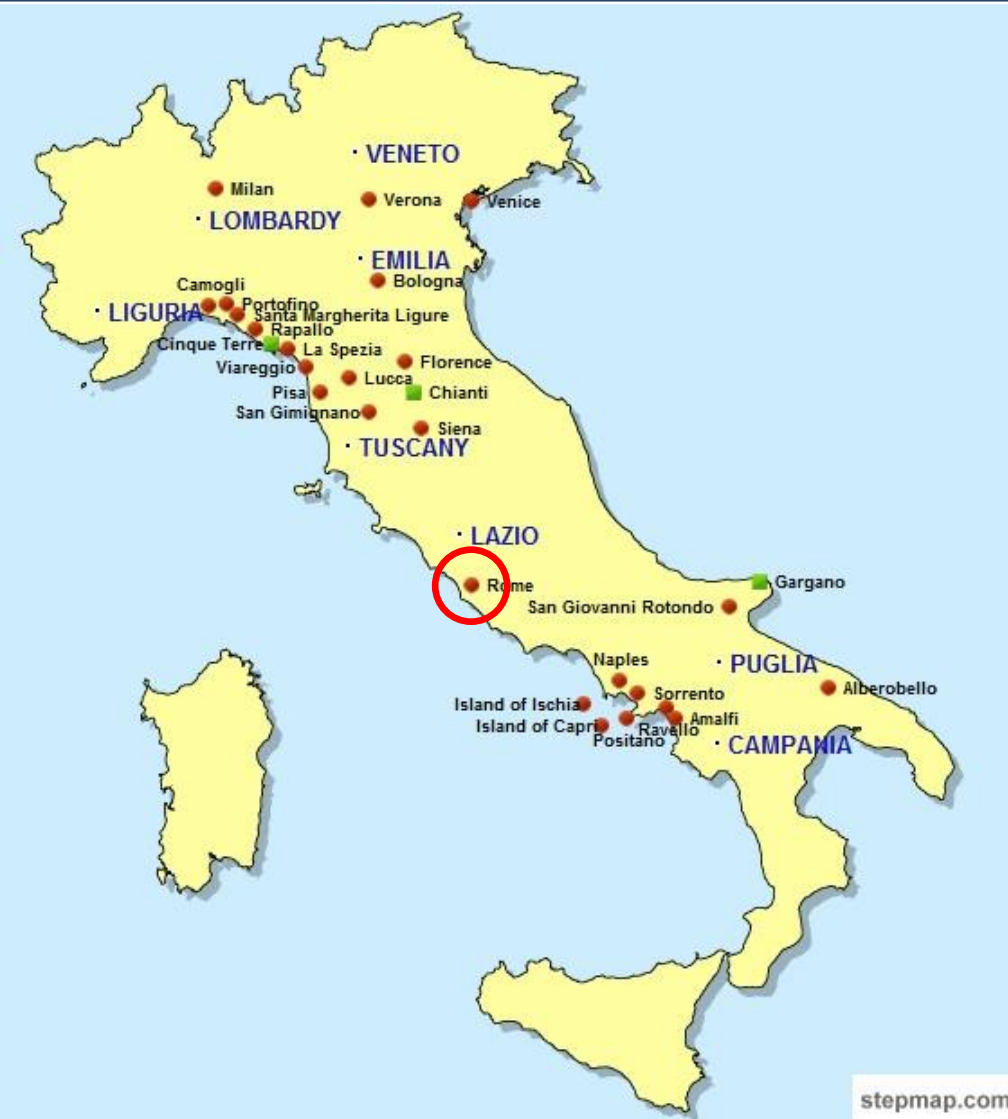 VENETO
Milan
Verona
Venice
LOMBARDY
EMILIA
Bologna
Camogli
Portofino
LIGURIA
Santa Margherita Ligure
Rapallo
Cinque Terre
La Spezia
Florence
Viareggio
Lucca
Pisa
Chianti
San Gimignano
Siena
TUSCANY
LAZIO
Rome
Gargano
San Giovanni Rotondo
Naples
PUGLIA
Sorrento
Alberobello
Island of Ischia
Amalfi
Island of Capri
Ravello
Positano
CAMPANIA
stepmap.com